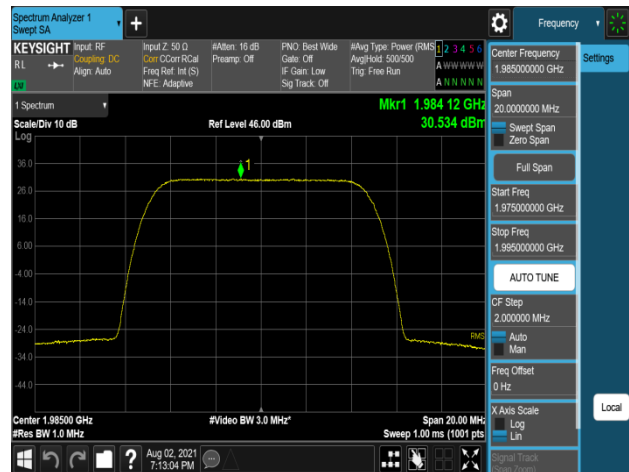 Spectrum Analyzer 1
Swept SA
Frequency
KEYSIGHT
RL
Input: RF
Coupling: DC
Align: Auto
Input Z: 50 Ω
Corr CCorr RCal
Freq Ref: Int (S)
NFE: Adaptive
#Atten: 16 dB
Preamp: Off
PNO: Best Wide
Gate: Off
IF Gain: Low
Sig Track: Off
#Avg Type: Power (RMS
Avg|Hold: 500/500
Trig: Free Run
1 2 3 4 5 6
A W W W W W
A N N N N N
1 Spectrum
Mkr1 1.984 12 GHz
Scale/Div 10 dB
Ref Level 46.00 dBm
30.534 dBm
Log
1
36.0
26.0
16.0
6.00
-4.00
-14.0
-24.0
-34.0
-44.0
RMS
Center 1.98500 GHz
#Video BW 3.0 MHz*
Span 20.00 MHz
#Res BW 1.0 MHz
Sweep 1.00 ms (1001 pts
Aug 02, 2021
7:13:04 PM
?
Center Frequency
1.985000000 GHz
Settings
Span
20.0000000 MHz
Swept Span
Zero Span
Full Span
Start Freq
1.975000000 GHz
Stop Freq
1.995000000 GHz
AUTO TUNE
CF Step
2.000000 MHz
Auto
Man
Freq Offset
0 Hz
X Axis Scale
Log
Lin
Local
Signal Track
(Span Zoom)